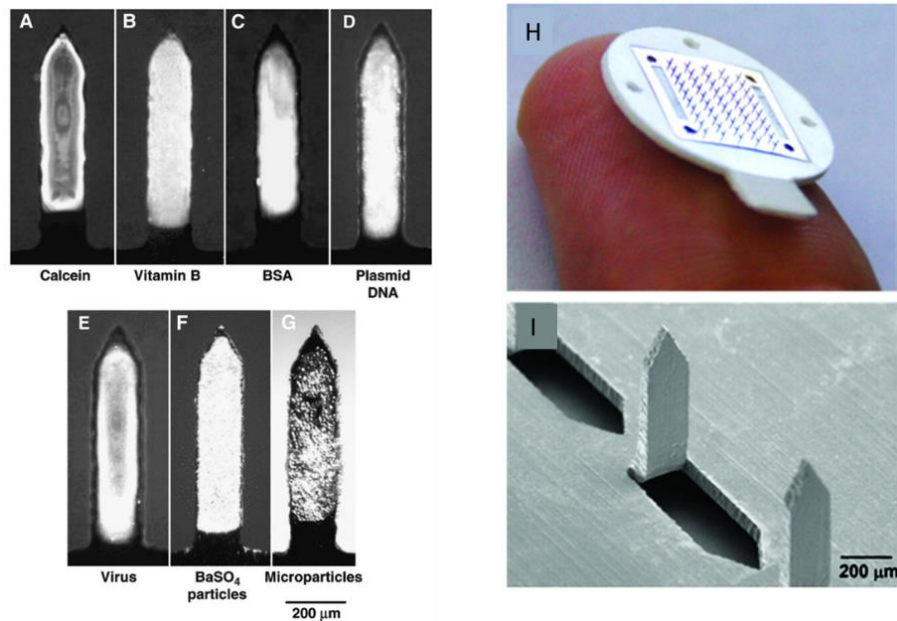 A
B
C
D
Calcein
Vitamin B
BSA
Plasmid
DNA
E
F
G
Virus
BaSO₄
particles
Microparticles
200 μm
H
I
200 μm